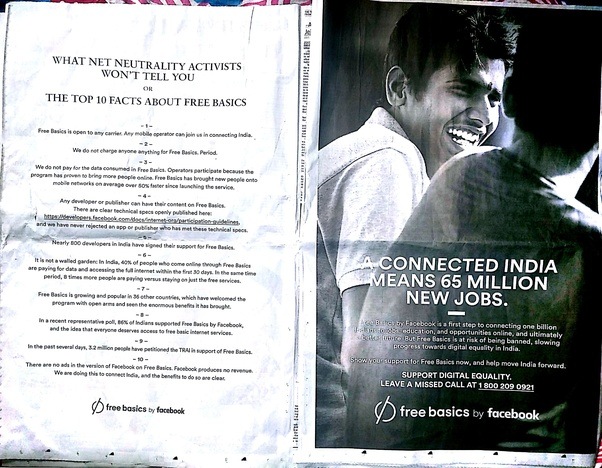 WHAT NET NEUTRALITY ACTIVISTS
WON'T TELL YOU
OR
THE TOP 10 FACTS ABOUT FREE BASICS
– 1 –
Free Basics is open to any carrier. Any mobile operator can join us in connecting India.
– 2 –
We do not charge anyone anything for Free Basics. Period.
– 3 –
We do not pay for the data consumed in Free Basics. Operators participate because the
program has proven to bring more people online. Free Basics has brought new people onto
mobile networks on average over 50% faster since launching the service.
– 4 –
Any developer or publisher can have their content on Free Basics.
There are clear technical specs openly published here:
https://developers.facebook.com/docs/internet-org/participation-guidelines,
and we have never rejected an app or publisher who has met these technical specs.
Nearly 800 developers in India have signed their support for Free Basics.
– 6 –
It is not a walled garden: In India, 40% of people who come online through Free Basics
are paying for data and accessing the full internet within the first 30 days. In the same time
period, 8 times more people are paying versus staying on just the free services.
– 7 –
Free Basics is growing and popular in 36 other countries, which have welcomed the
program with open arms and seen the enormous benefits it has brought.
– 8 –
In a recent representative poll, 86% of Indians supported Free Basics by Facebook,
and the idea that everyone deserves access to free basic internet services.
– 9 –
In the past several days, 3.2 million people have petitioned the TRAI in support of Free Basics.
– 10 –
There are no ads in the version of Facebook on Free Basics. Facebook produces no revenue.
We are doing this to connect India, and the benefits to do so are clear.
free basics by facebook
A CONNECTED INDIA
MEANS 65 MILLION
NEW JOBS.
Free Basics by Facebook is a first step to connecting one billion
Indians to jobs, education, and opportunities online, and ultimately
a better future. But Free Basics is at risk of being banned, slowing
progress towards digital equality in India.
Show your support for Free Basics now, and help move India forward.
SUPPORT DIGITAL EQUALITY.
LEAVE A MISSED CALL AT 1 800 209 0921
free basics by facebook